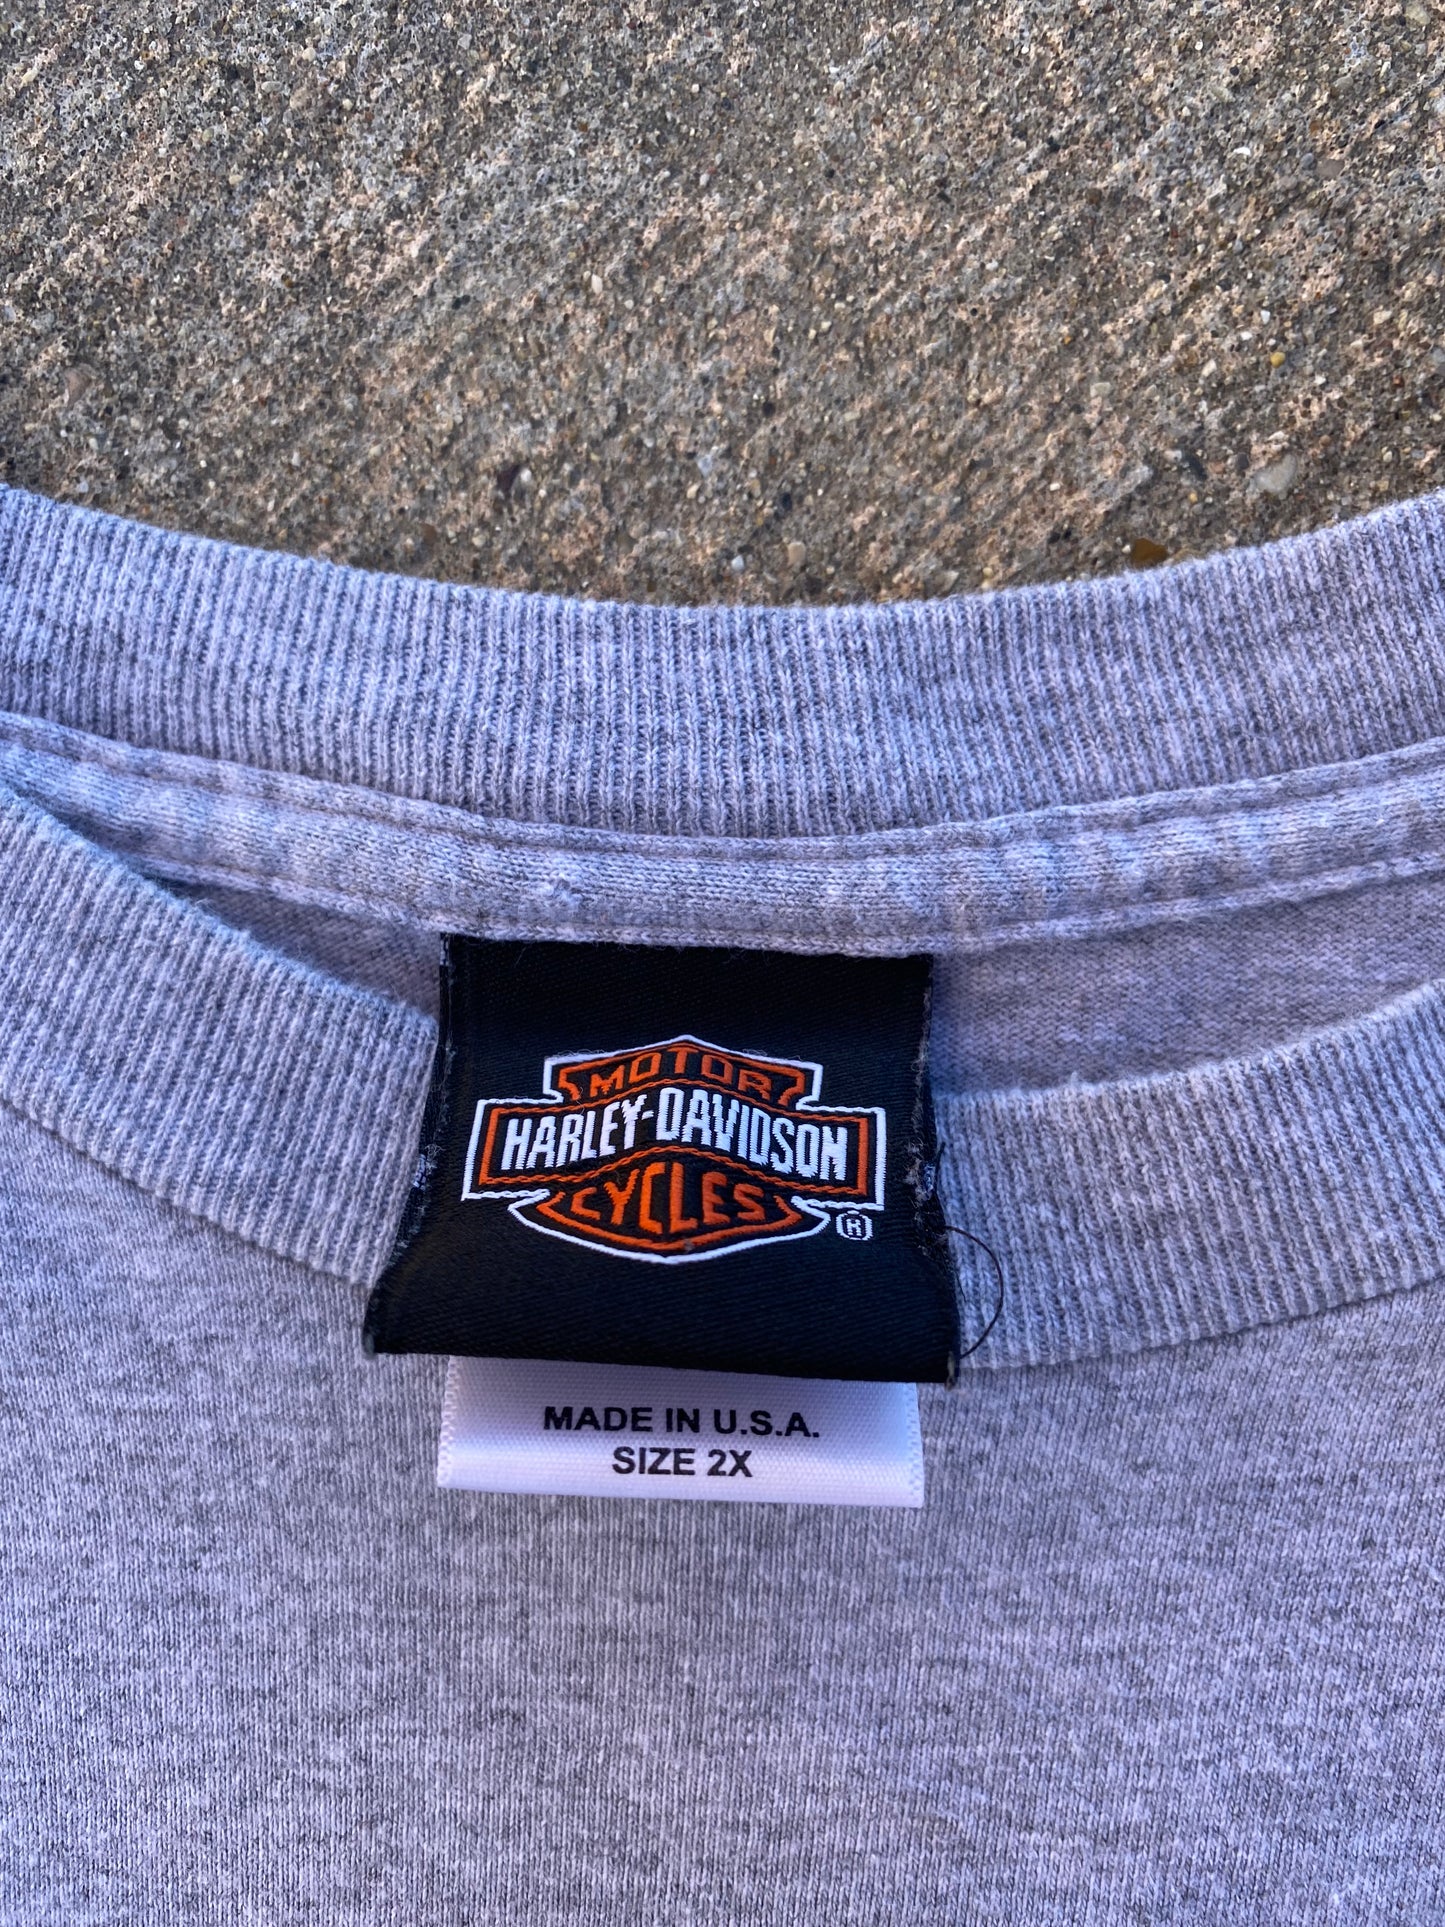 MOTOR
HARLEY-DAVIDSON
CYCLES
®
MADE IN U.S.A.
SIZE 2X